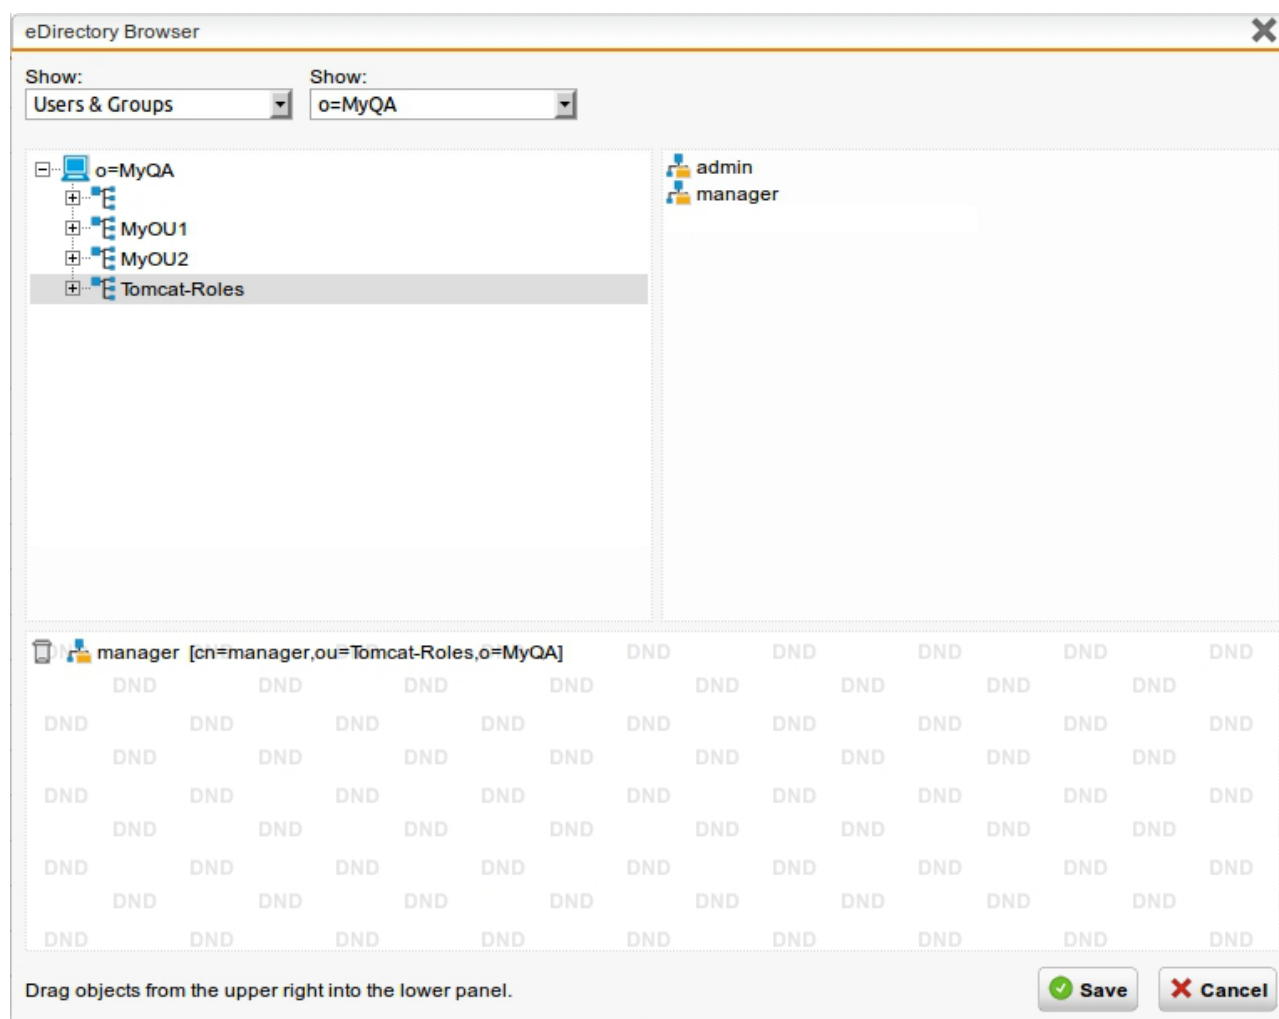 eDirectory Browser
Show: Show:
Users & Groups o=MyQA
o=MyQA
MyOU1
MyOU2
Tomcat-Roles
admin
manager
manager [cn=manager,ou=Tomcat-Roles,o=MyQA] DND DND DND DND DND
DND DND DND DND DND DND DND DND
DND DND DND DND DND DND DND DND DND
DND DND DND DND DND DND DND DND
DND DND DND DND DND DND DND DND DND
DND DND DND DND DND DND DND DND
DND DND DND DND DND DND DND DND DND
DND DND DND DND DND DND DND DND
DND DND DND DND DND DND DND DND DND
Drag objects from the upper right into the lower panel. Save Cancel